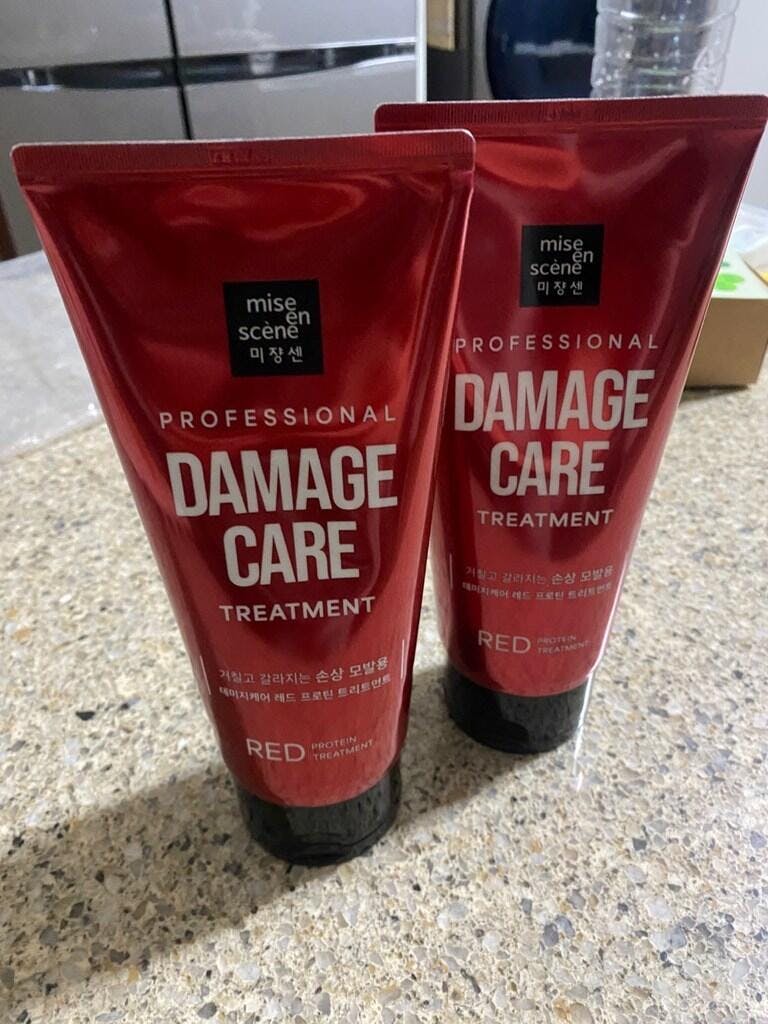 mise
en
scène
미쟝센
PROFESSIONAL
DAMAGE
CARE
TREATMENT
거칠고 갈라지는 손상 모발용
데미지케어 레드 프로틴 트리트먼트
RED PROTEIN
TREATMENT
mise
en
scène
미쟝센
PROFESSIONAL
DAMAGE
CARE
TREATMENT
거칠고 갈라지는 손상 모발용
데미지케어 레드 프로틴 트리트먼트
RED PROTEIN
TREATMENT